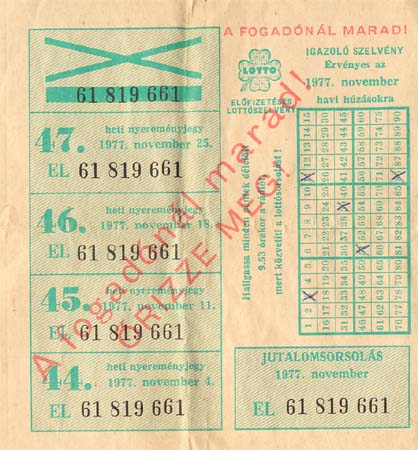 A FOGADÓNÁL MARAD!
61 819 661
47. heti nyereményjegy
1977. november 25.
EL 61 819 661
46. heti nyereményjegy
1977. november 18.
EL 61 819 661
45. heti nyereményjegy
1977. november 11.
EL 61 819 661
44. heti nyereményjegy
1977. november 4.
EL 61 819 661
A fogadónál marad!
ŐRIZZE MEG!
LOTTO
ELŐFIZETÉSES
LOTTÓSZELVÉNY
IGAZOLÓ SZELVÉNY
Érvényes az
1977. november
havi húzásokra
Hallgassa minden péntek délelőtt
9.53 órakor a rádiót,
mert közvetíti a lottósorsolást!
JUTALOMSORSOLÁS
1977. november
EL 61 819 661